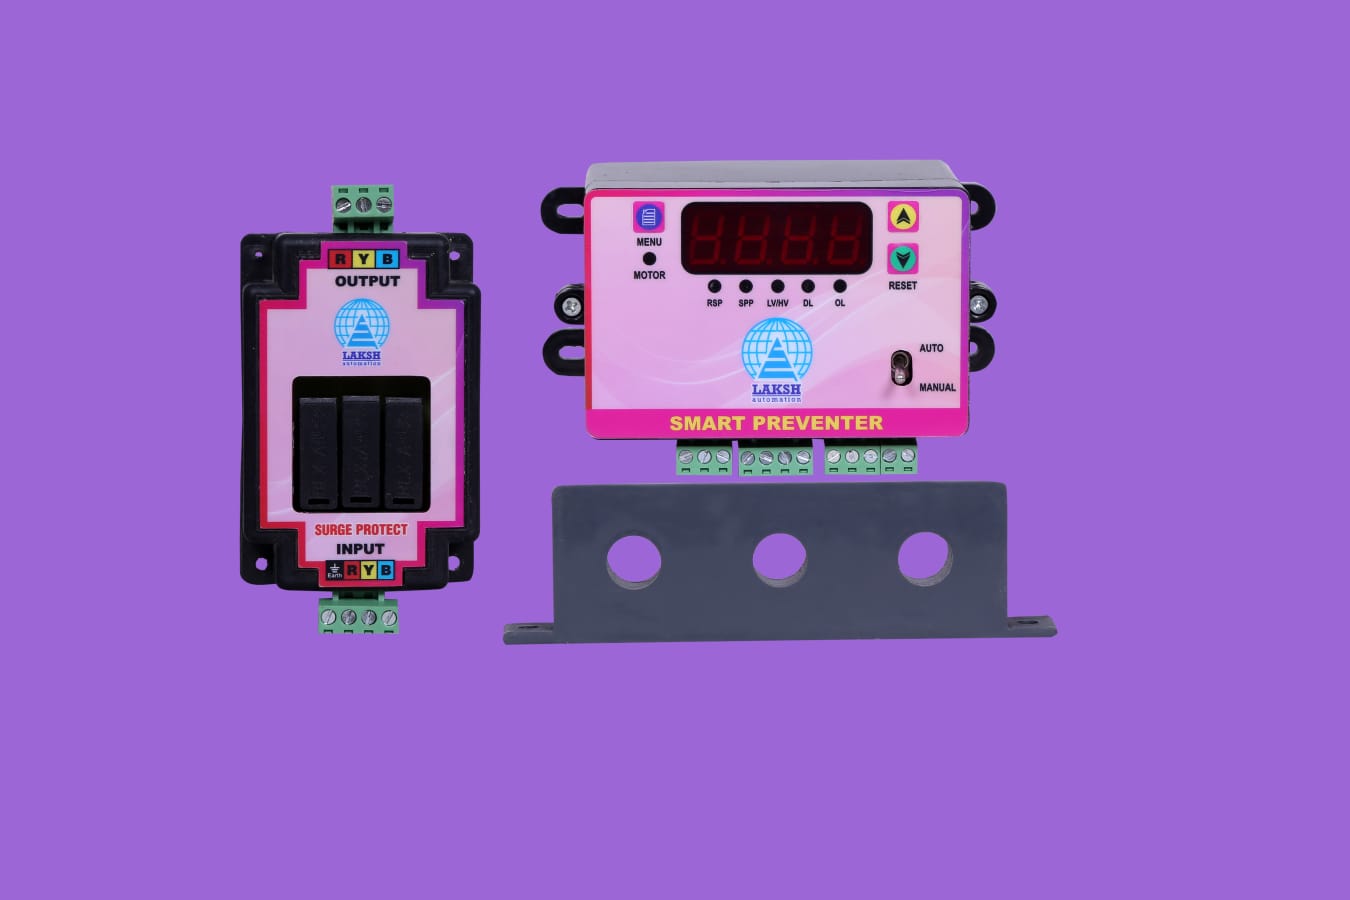 R Y B
OUTPUT
LAKSH
automation
SURGE PROTECT
INPUT
Earth R Y B
MENU
MOTOR
RSP SPP LV/HV DL OL
RESET
AUTO
MANUAL
LAKSH
automation
SMART PREVENTER